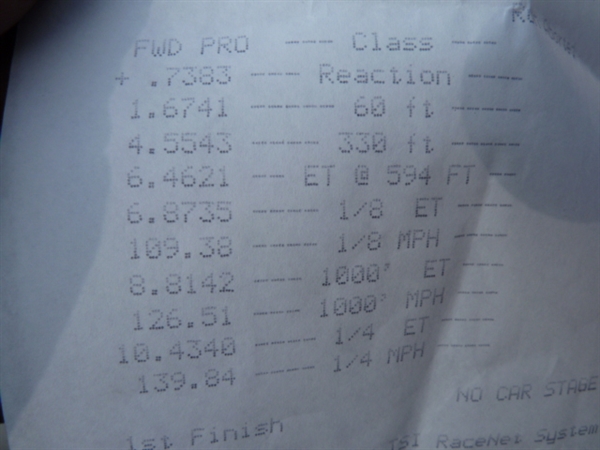 FWD PRO ---- Class ----
+ .7383 ---- Reaction ----
1.6741 ---- 60 ft ----
4.5543 ---- 330 ft ----
6.4621 -- ET @ 594 FT --
6.8735 ---- 1/8 ET ----
109.38 ---- 1/8 MPH ----
8.8142 ---- 1000' ET ----
126.51 ---- 1000' MPH ----
10.4340 ---- 1/4 ET ----
139.84 ---- 1/4 MPH ----
NO CAR STAGE
1st Finish
TSI RaceNet System